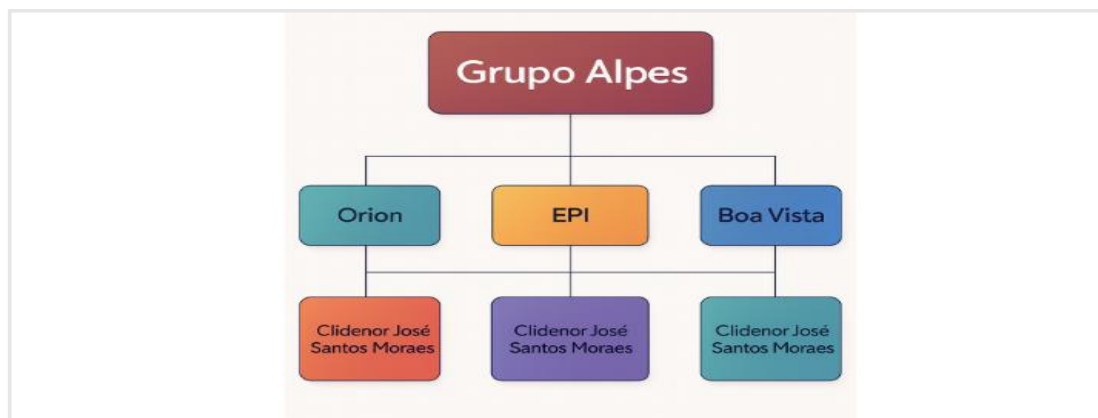 Grupo Alpes
Orion
EPI
Boa Vista
Clidenor José
Santos Moraes
Clidenor José
Santos Moraes
Clidenor José
Santos Moraes